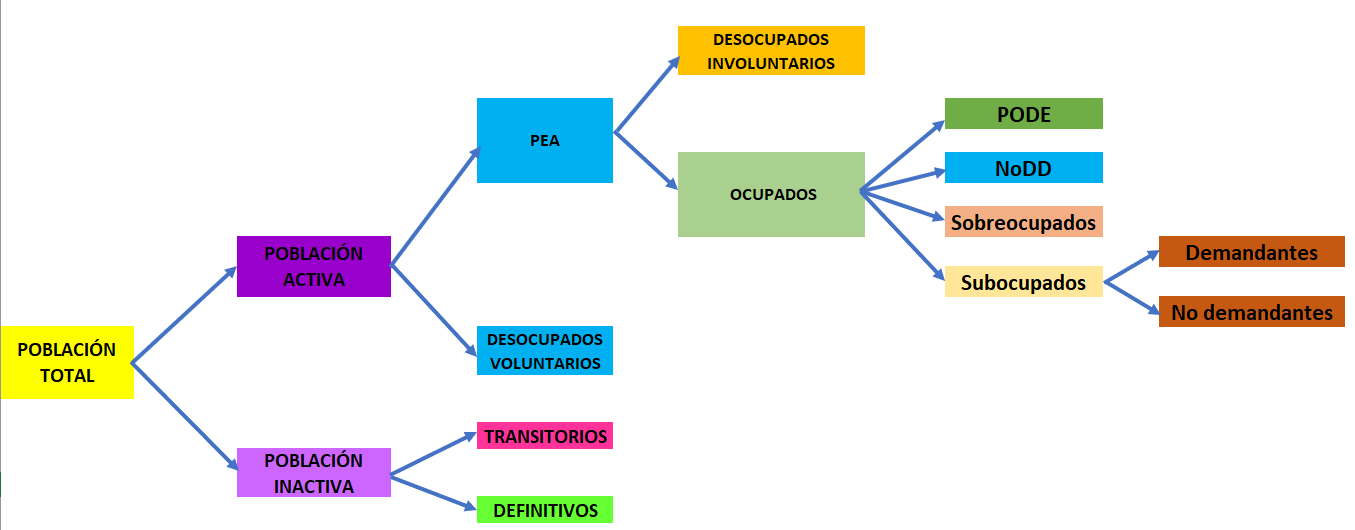 DESOCUPADOS
INVOLUNTARIOS
PEA
PODE
NoDD
OCUPADOS
Sobreocupados
POBLACIÓN
ACTIVA
Subocupados
Demandantes
No demandantes
POBLACIÓN
TOTAL
DESOCUPADOS
VOLUNTARIOS
TRANSITORIOS
POBLACIÓN
INACTIVA
DEFINITIVOS